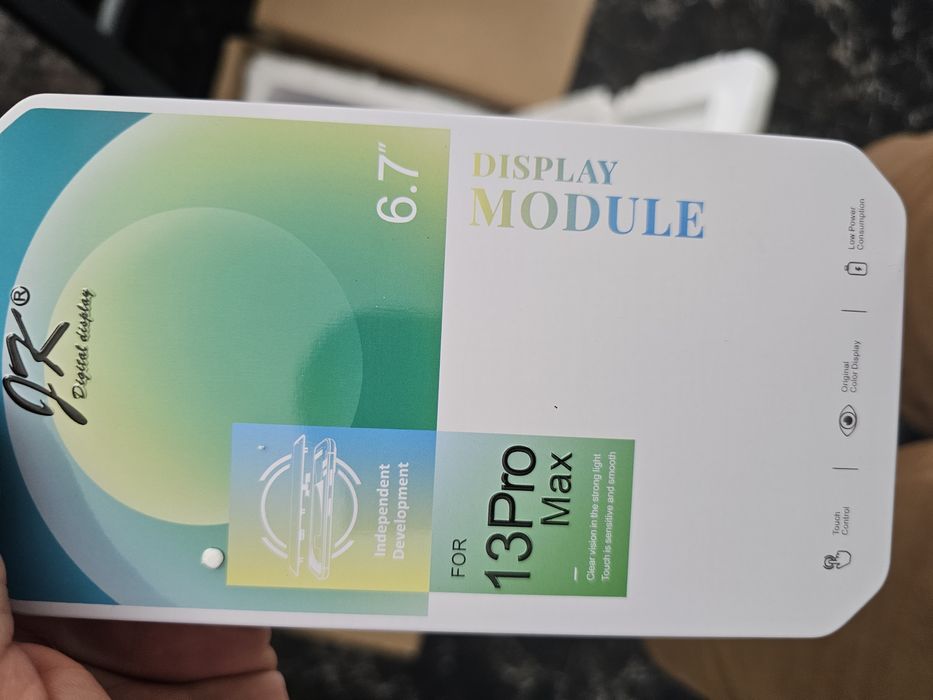 JK®
Digital display
6.7"
DISPLAY
MODULE
Independent
Development
FOR
13Pro
Max
Clear vision in the strong light
Touch is sensitive and smooth
Touch
Control
Original
Color Display
Low Power
Consumption